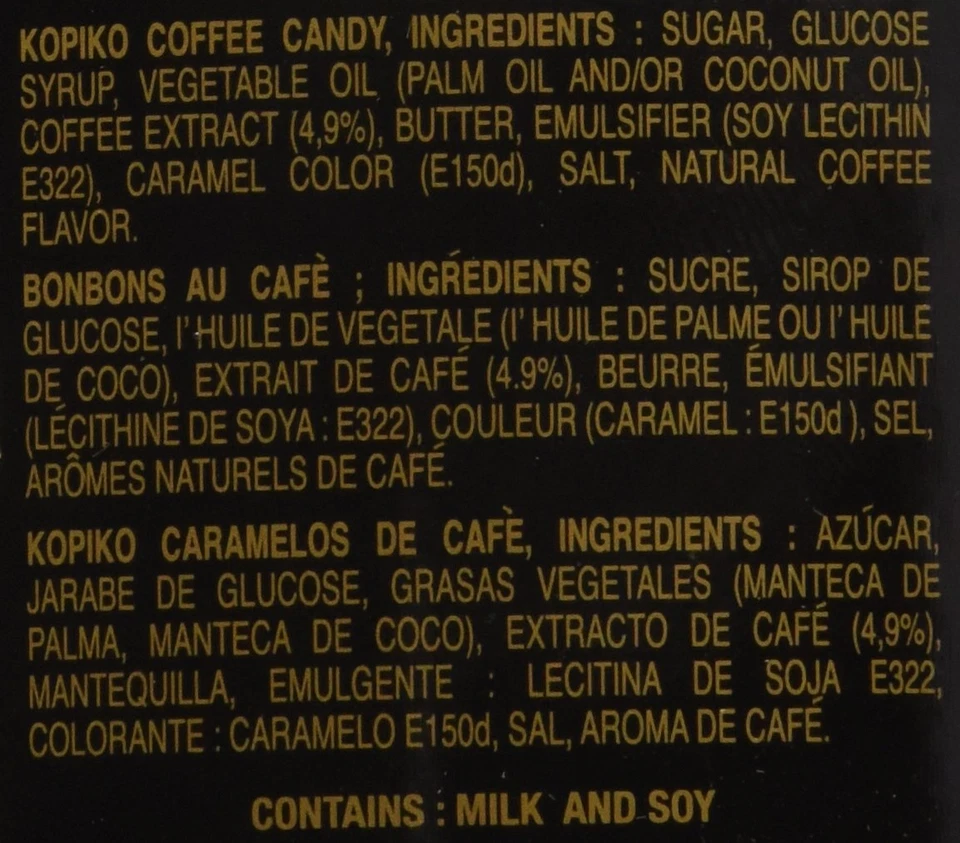 KOPIKO COFFEE CANDY, INGREDIENTS : SUGAR, GLUCOSE
SYRUP, VEGETABLE OIL (PALM OIL AND/OR COCONUT OIL),
COFFEE EXTRACT (4,9%), BUTTER, EMULSIFIER (SOY LECITHIN
E322), CARAMEL COLOR (E150d), SALT, NATURAL COFFEE
FLAVOR.
BONBONS AU CAFÈ ; INGŔEDIENTS : SUCRE, SIROP DE
GLUCOSE, l' HUILE DE VEGETALE (l' HUILE DE PALME OU l' HUILE
DE COCO), EXTRAIT DE CAFÉ (4.9%), BEURRE, ÉMULSIFIANT
(LÉCITHINE DE SOYA : E322), COULEUR (CARAMEL : E150d ), SEL,
ARÔMES NATURELS DE CAFÉ.
KOPIKO CARAMELOS DE CAFÈ, INGREDIENTS : AZÚCAR,
JARABE DE GLUCOSE, GRASAS VEGETALES (MANTECA DE
PALMA, MANTECA DE COCO), EXTRACTO DE CAFÉ (4,9%),
MANTEQUILLA, EMULGENTE : LECITINA DE SOJA E322,
COLORANTE : CARAMELO E150d, SAL, AROMA DE CAFÉ.
CONTAINS : MILK AND SOY